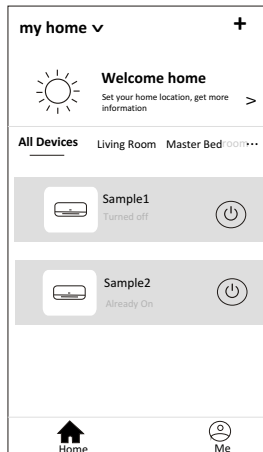 my home
+
Welcome home
Set your home location, get more
information
>
All Devices Living Room Master Bedroom ...
Sample1
Turned off
Sample2
Already On
Home
Me